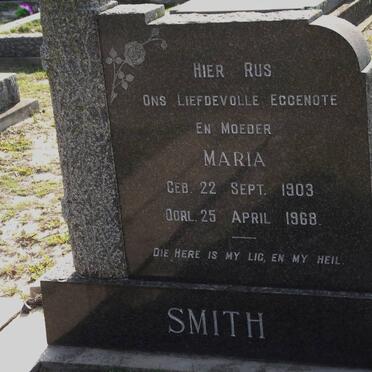 HIER RUS
ONS LIEFDEVOLLE EGGENOTE
EN MOEDER
MARIA
GEB. 22 SEPT. 1903
OORL. 25 APRIL 1968.
DIE HERE IS MY LIG, EN MY HEIL.
SMITH